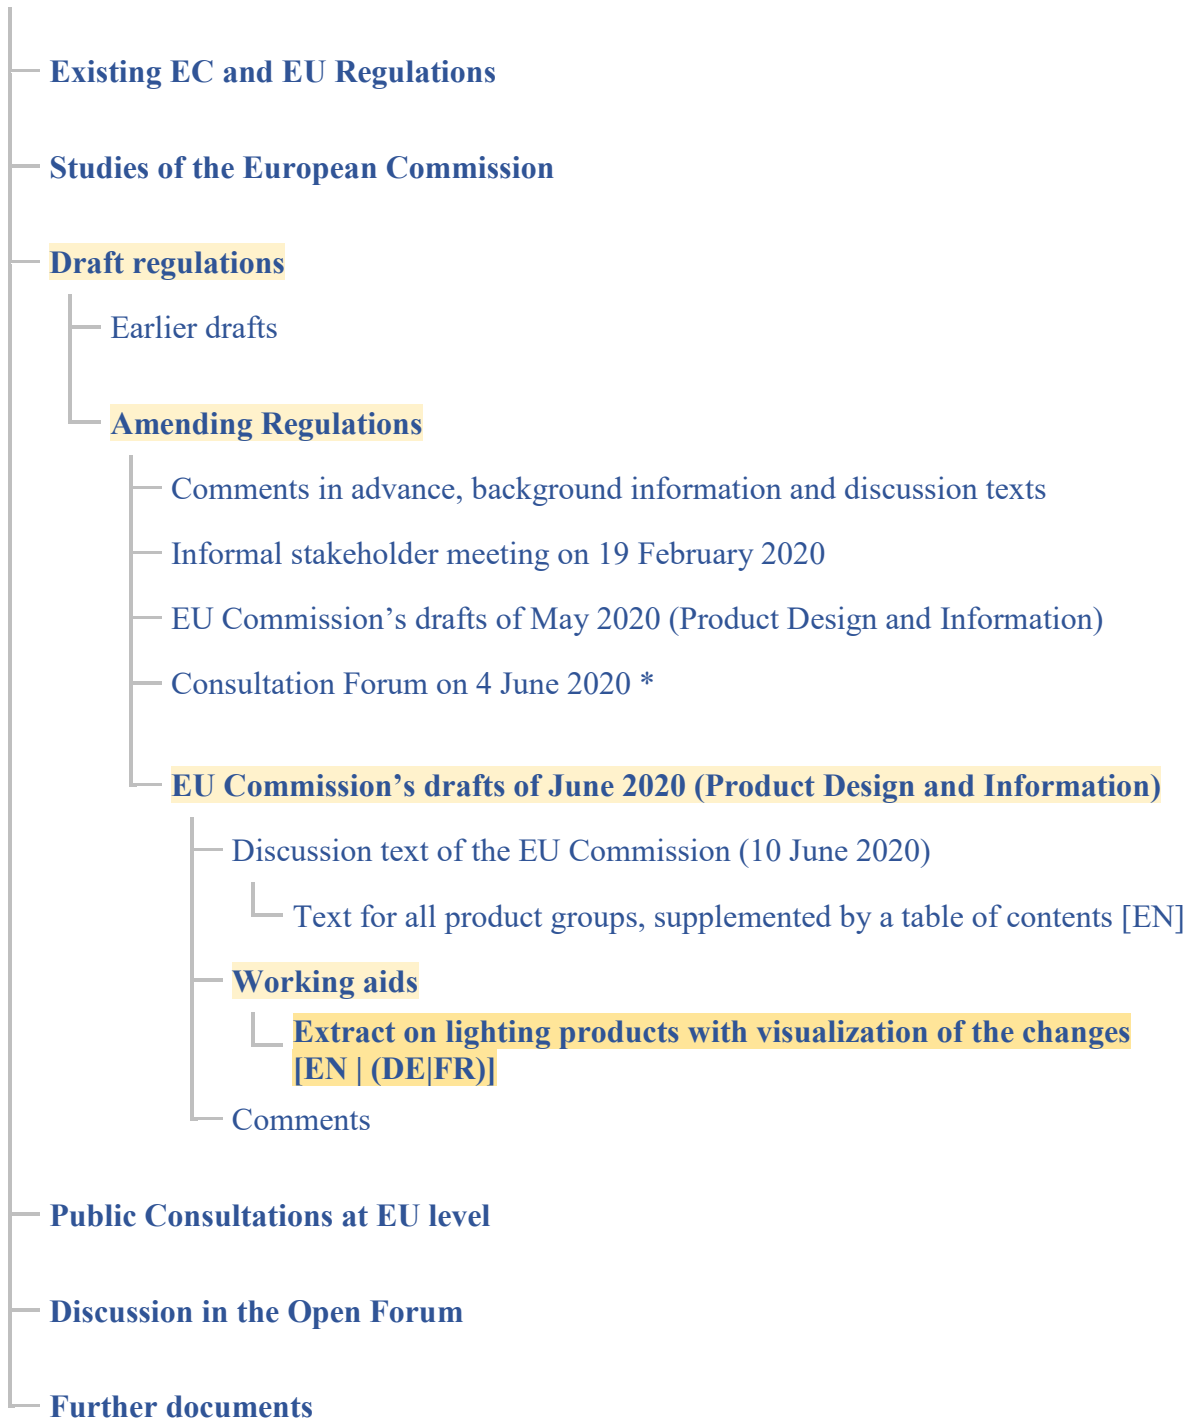 Existing EC and EU Regulations
Studies of the European Commission
Draft regulations
Earlier drafts
Amending Regulations
Comments in advance, background information and discussion texts
Informal stakeholder meeting on 19 February 2020
EU Commission’s drafts of May 2020 (Product Design and Information)
Consultation Forum on 4 June 2020 *
EU Commission’s drafts of June 2020 (Product Design and Information)
Discussion text of the EU Commission (10 June 2020)
Text for all product groups, supplemented by a table of contents [EN]
Working aids
Extract on lighting products with visualization of the changes
[EN | (DE|FR)]
Comments
Public Consultations at EU level
Discussion in the Open Forum
Further documents